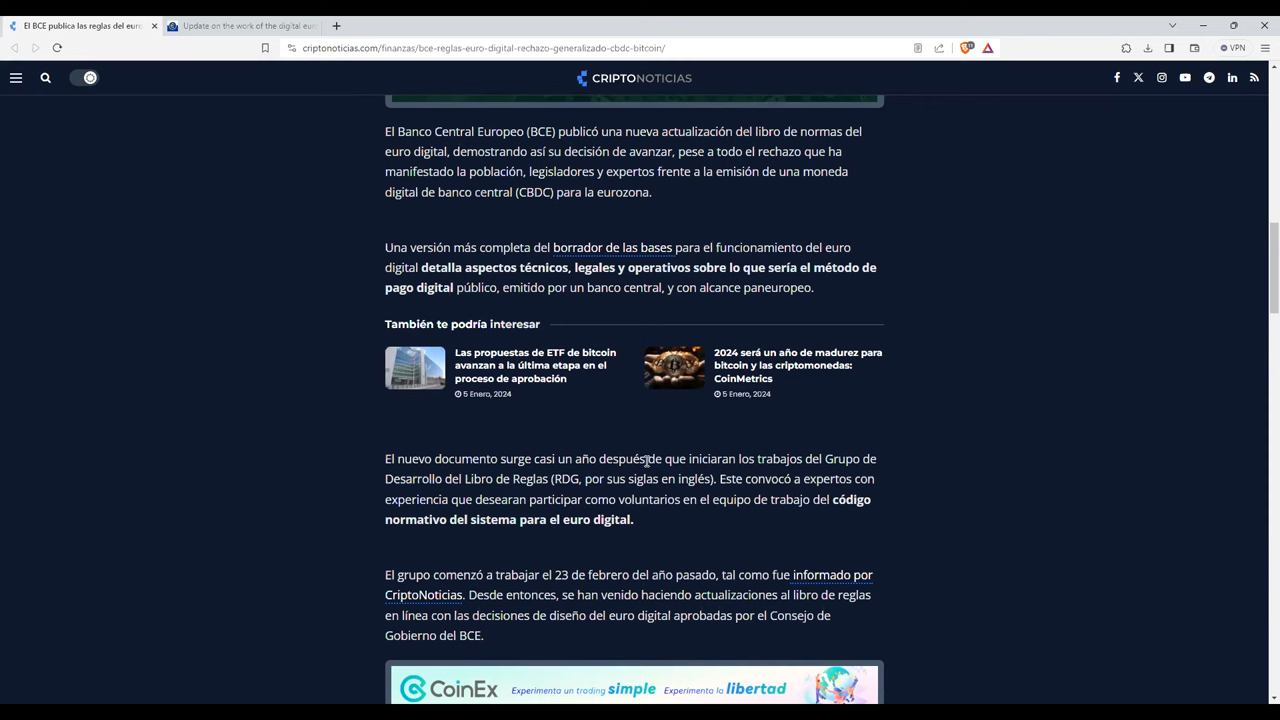 El BCE publica las reglas del euro
Update on the work of the digital euro
criptonoticias.com/finanzas/bce-reglas-euro-digital-rechazo-generalizado-cbdc-bitcoin/
11
VPN
CRIPTONOTICIAS
El Banco Central Europeo (BCE) publicó una nueva actualización del libro de normas del
euro digital, demostrando así su decisión de avanzar, pese a todo el rechazo que ha
manifestado la población, legisladores y expertos frente a la emisión de una moneda
digital de banco central (CBDC) para la eurozona.
Una versión más completa del borrador de las bases para el funcionamiento del euro
digital detalla aspectos técnicos, legales y operativos sobre lo que sería el método de
pago digital público, emitido por un banco central, y con alcance paneuropeo.
También te podría interesar
Las propuestas de ETF de bitcoin
avanzan a la última etapa en el
proceso de aprobación
5 Enero, 2024
2024 será un año de madurez para
bitcoin y las criptomonedas:
CoinMetrics
5 Enero, 2024
El nuevo documento surge casi un año después de que iniciaran los trabajos del Grupo de
Desarrollo del Libro de Reglas (RDG, por sus siglas en inglés). Este convocó a expertos con
experiencia que desearan participar como voluntarios en el equipo de trabajo del código
normativo del sistema para el euro digital.
El grupo comenzó a trabajar el 23 de febrero del año pasado, tal como fue informado por
CriptoNoticias. Desde entonces, se han venido haciendo actualizaciones al libro de reglas
en línea con las decisiones de diseño del euro digital aprobadas por el Consejo de
Gobierno del BCE.
CoinEx Experimenta un trading simple Experimenta la libertad